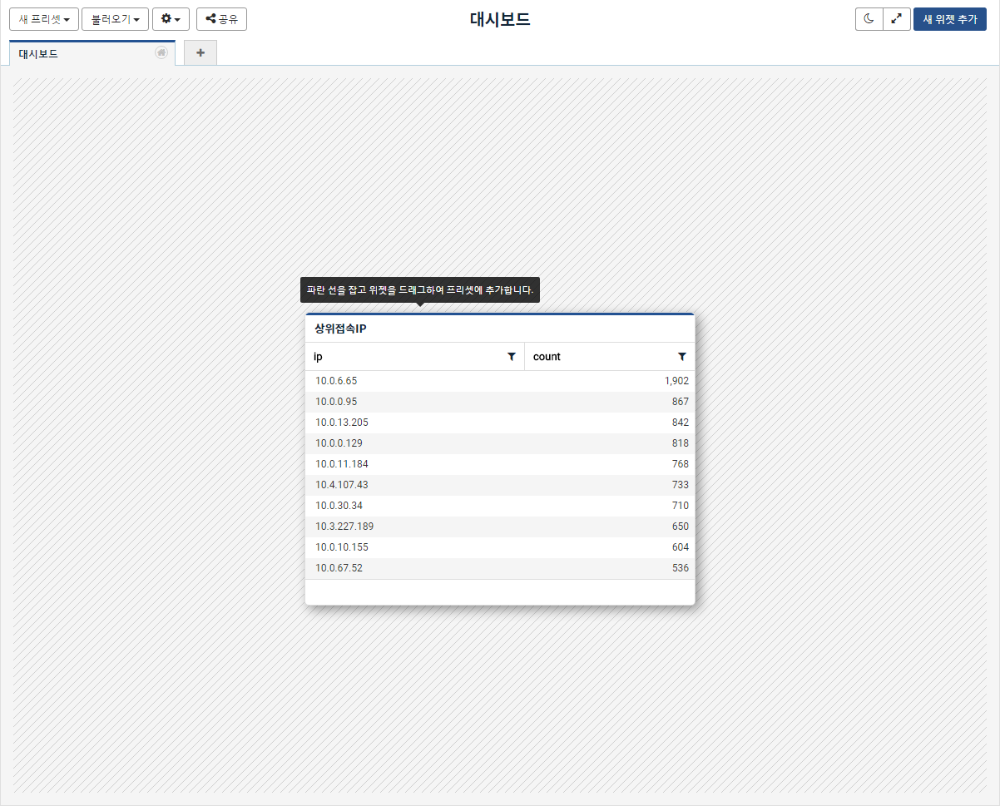 새 프리셋 불러오기 공유 대시보드 새 위젯 추가
대시보드
파란 선을 잡고 위젯을 드래그하여 프리셋에 추가합니다.
상위접속IP
ip count
10.0.6.65 1,902
10.0.0.95 867
10.0.13.205 842
10.0.0.129 818
10.0.11.184 768
10.4.107.43 733
10.0.30.34 710
10.3.227.189 650
10.0.10.155 604
10.0.67.52 536